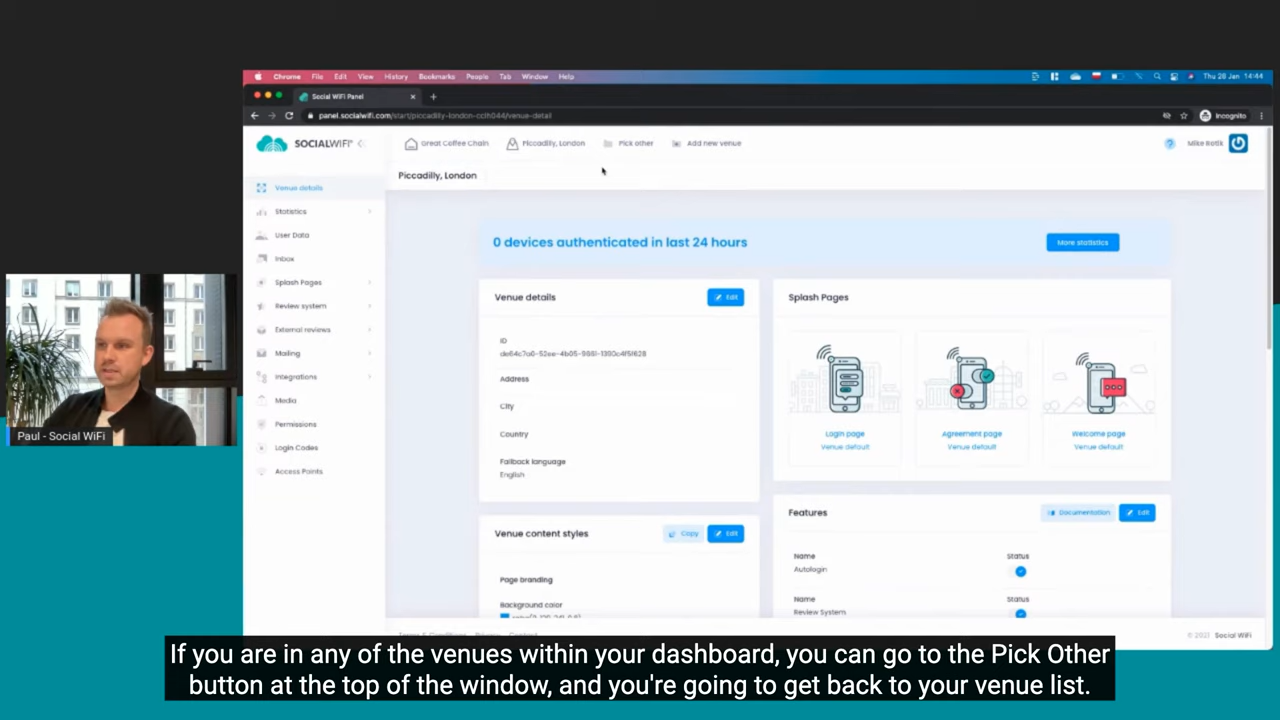 Chrome File Edit View History Bookmarks People Tab Window Help Thu 28 Jan 14:44
Social WiFi Panel
panel.socialwifi.com/start/piccadilly-london-cclh044/venue-detail Incognito
SOCIALWIFI Great Coffee Chain Piccadilly, London Pick other Add new venue Mike Rotik
Piccadilly, London
Venue details
Statistics
User Data
Inbox
Splash Pages
Review system
External reviews
Mailing
Integrations
Media
Permissions
Login Codes
Access Points
0 devices authenticated in last 24 hours More statistics
Venue details Edit
ID
Address
City
Country
Fallback language
English
Venue content styles Copy Edit
Page branding
Background color
Splash Pages
Login page Agreement page Welcome page
Venue default Venue default Venue default
Features Documentation Edit
Name Status
Autologin
Name Status
Review System
Terms & Conditions Privacy Contact © 2021 Social WiFi
Paul - Social WiFi
If you are in any of the venues within your dashboard, you can go to the Pick Other
button at the top of the window, and you're going to get back to your venue list.